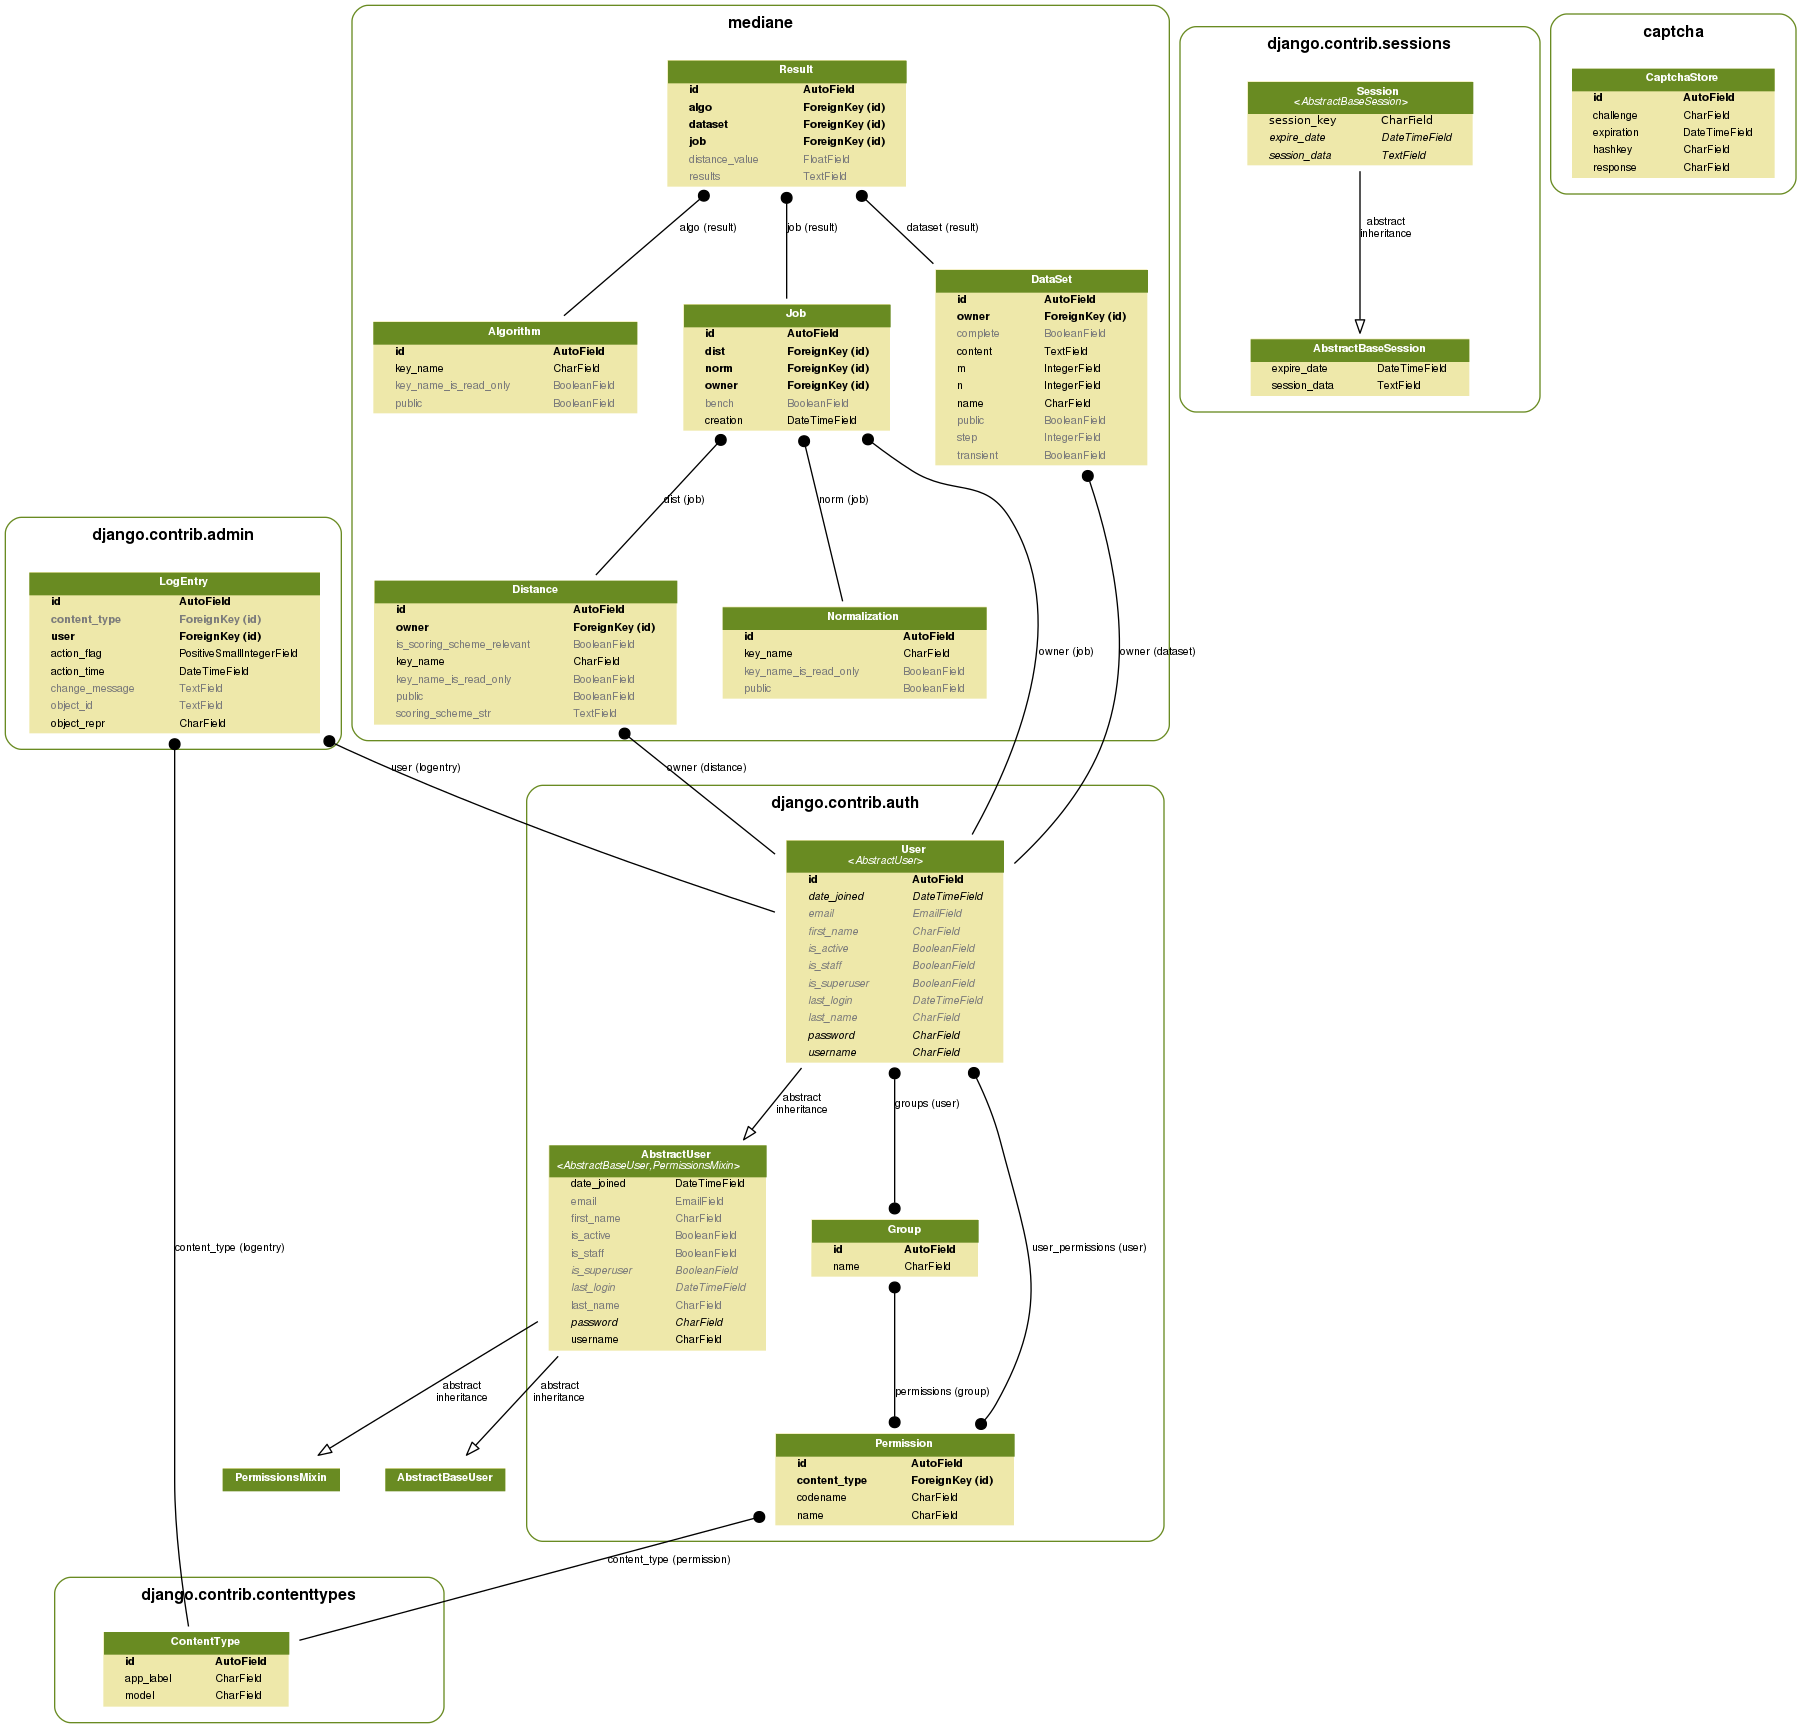 mediane
Result
id AutoField
algo ForeignKey (id)
dataset ForeignKey (id)
job ForeignKey (id)
distance_value FloatField
results TextField
algo (result)
job (result)
dataset (result)
Algorithm
id AutoField
key_name CharField
key_name_is_read_only BooleanField
public BooleanField
Job
id AutoField
dist ForeignKey (id)
norm ForeignKey (id)
owner ForeignKey (id)
bench BooleanField
creation DateTimeField
DataSet
id AutoField
owner ForeignKey (id)
complete BooleanField
content TextField
m IntegerField
n IntegerField
name CharField
public BooleanField
step IntegerField
transient BooleanField
dist (job)
norm (job)
owner (job)
owner (dataset)
Distance
id AutoField
owner ForeignKey (id)
is_scoring_scheme_relevant BooleanField
key_name CharField
key_name_is_read_only BooleanField
public BooleanField
scoring_scheme_str TextField
Normalization
id AutoField
key_name CharField
key_name_is_read_only BooleanField
public BooleanField
django.contrib.sessions
Session
<AbstractBaseSession>
session_key CharField
expire_date DateTimeField
session_data TextField
abstract
inheritance
AbstractBaseSession
expire_date DateTimeField
session_data TextField
captcha
CaptchaStore
id AutoField
challenge CharField
expiration DateTimeField
hashkey CharField
response CharField
django.contrib.admin
LogEntry
id AutoField
content_type ForeignKey (id)
user ForeignKey (id)
action_flag PositiveSmallIntegerField
action_time DateTimeField
change_message TextField
object_id TextField
object_repr CharField
user (logentry)
owner (distance)
content_type (logentry)
django.contrib.auth
User
<AbstractUser>
id AutoField
date_joined DateTimeField
email EmailField
first_name CharField
is_active BooleanField
is_staff BooleanField
is_superuser BooleanField
last_login DateTimeField
last_name CharField
password CharField
username CharField
abstract
inheritance
groups (user)
user_permissions (user)
AbstractUser
<AbstractBaseUser,PermissionsMixin>
date_joined DateTimeField
email EmailField
first_name CharField
is_active BooleanField
is_staff BooleanField
is_superuser BooleanField
last_login DateTimeField
last_name CharField
password CharField
username CharField
Group
id AutoField
name CharField
permissions (group)
abstract
inheritance
abstract
inheritance
PermissionsMixin
AbstractBaseUser
Permission
id AutoField
content_type ForeignKey (id)
codename CharField
name CharField
content_type (permission)
django.contrib.contenttypes
ContentType
id AutoField
app_label CharField
model CharField